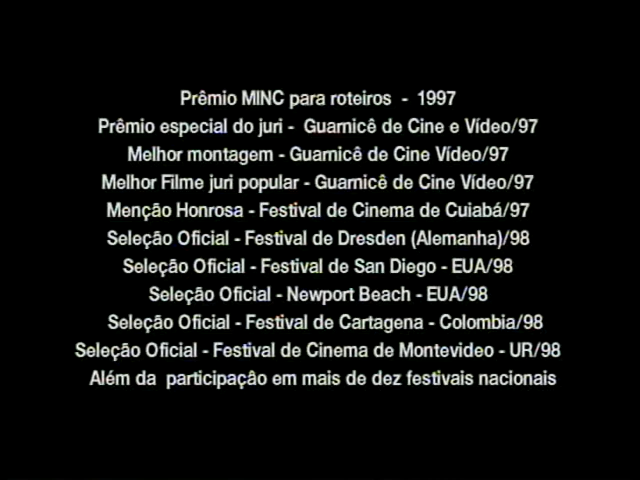 Prêmio MINC para roteiros - 1997
Prêmio especial do juri - Guarnicê de Cine e Vídeo/97
Melhor montagem - Guarnicê de Cine Vídeo/97
Melhor Filme juri popular - Guarnicê de Cine Vídeo/97
Menção Honrosa - Festival de Cinema de Cuiabá/97
Seleção Oficial - Festival de Dresden (Alemanha)/98
Seleção Oficial - Festival de San Diego - EUA/98
Seleção Oficial - Newport Beach - EUA/98
Seleção Oficial - Festival de Cartagena - Colombia/98
Seleção Oficial - Festival de Cinema de Montevideo - UR/98
Além da participação em mais de dez festivais nacionais